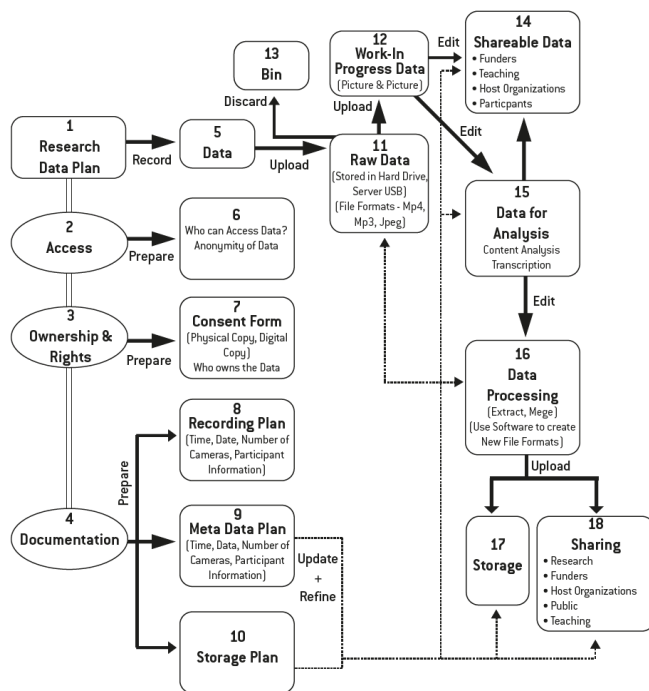 1
Research
Data Plan
Record
5
Data
Upload
13
Bin
Discard
11
Raw Data
(Stored in Hard Drive,
Server USB)
(File Formats - Mp4,
Mp3, Jpeg)
Upload
12
Work-In
Progress Data
(Picture & Picture)
Edit
Edit
14
Shareable Data
• Funders
• Teaching
• Host Organizations
• Particpants
15
Data for
Analysis
Content Analysis
Transcription
Edit
2
Access
Prepare
6
Who can Access Data?
Anonymity of Data
3
Ownership &
Rights
Prepare
7
Consent Form
(Physical Copy, Digital
Copy)
Who owns the Data
16
Data
Processing
(Extract, Mege)
(Use Software to create
New File Formats)
Upload
4
Documentation
Prepare
8
Recording Plan
(Time, Date, Number of
Cameras, Participant
Information)
9
Meta Data Plan
(Time, Data, Number of
Cameras, Participant
Information)
10
Storage Plan
Update
+
Refine
17
Storage
18
Sharing
• Research
• Funders
• Host Organizations
• Public
• Teaching